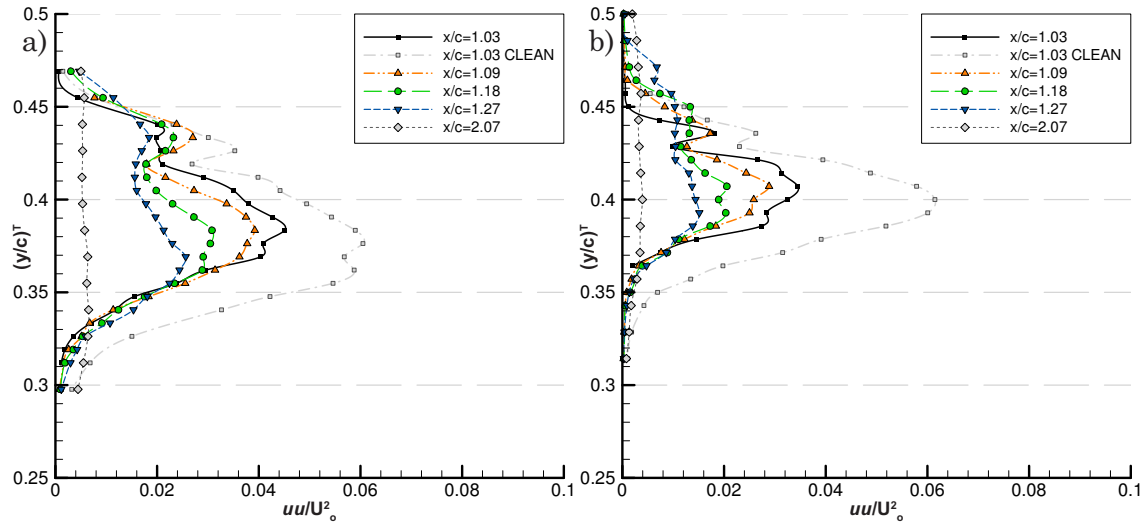 a)
0.5
0.45
0.4
0.35
0.3
0.25
(y/c)ᵀ
0
0.02
0.04
0.06
0.08
0.1
uu/U²ₒ
x/c=1.03
x/c=1.03 CLEAN
x/c=1.09
x/c=1.18
x/c=1.27
x/c=2.07
b)
0.5
0.45
0.4
0.35
0.3
0.25
(y/c)ᵀ
0
0.02
0.04
0.06
0.08
0.1
uu/U²ₒ
x/c=1.03
x/c=1.03 CLEAN
x/c=1.09
x/c=1.18
x/c=1.27
x/c=2.07